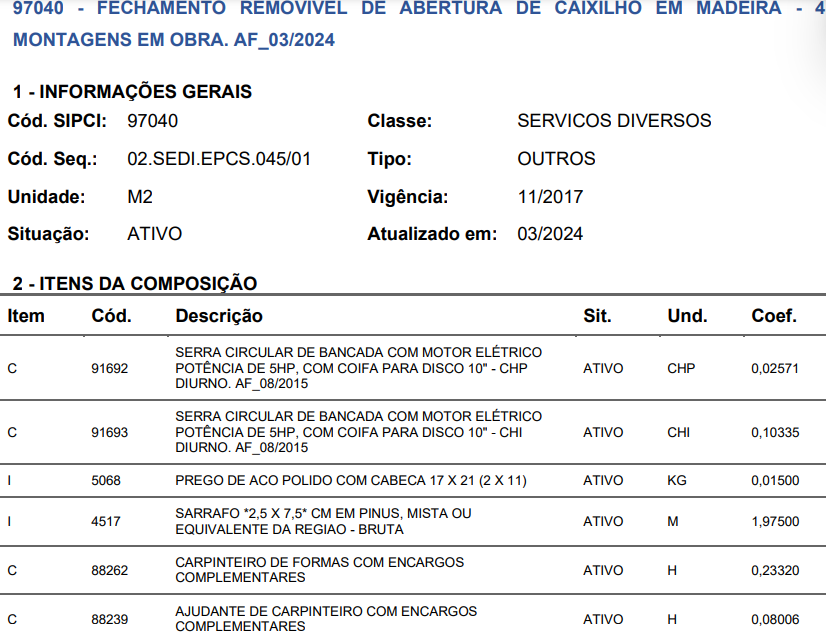 97040 - FECHAMENTO REMOVIVEL DE ABERTURA DE CAIXILHO EM MADEIRA - 4
MONTAGENS EM OBRA. AF_03/2024
1 - INFORMAÇÕES GERAIS
Cód. SIPCI: 97040 Classe: SERVICOS DIVERSOS
Cód. Seq.: 02.SEDI.EPCS.045/01 Tipo: OUTROS
Unidade: M2 Vigência: 11/2017
Situação: ATIVO Atualizado em: 03/2024
2 - ITENS DA COMPOSIÇÃO
Item Cód. Descrição Sit. Und. Coef.
SERRA CIRCULAR DE BANCADA COM MOTOR ELÉTRICO
C 91692 POTÊNCIA DE 5HP, COM COIFA PARA DISCO 10" - CHP ATIVO CHP 0,02571
DIURNO. AF_08/2015
SERRA CIRCULAR DE BANCADA COM MOTOR ELÉTRICO
C 91693 POTÊNCIA DE 5HP, COM COIFA PARA DISCO 10" - CHI ATIVO CHI 0,10335
DIURNO. AF_08/2015
I 5068 PREGO DE ACO POLIDO COM CABECA 17 X 21 (2 X 11) ATIVO KG 0,01500
SARRAFO *2,5 X 7,5* CM EM PINUS, MISTA OU
I 4517 EQUIVALENTE DA REGIAO - BRUTA ATIVO M 1,97500
CARPINTEIRO DE FORMAS COM ENCARGOS
C 88262 COMPLEMENTARES ATIVO H 0,23320
AJUDANTE DE CARPINTEIRO COM ENCARGOS
C 88239 COMPLEMENTARES ATIVO H 0,08006